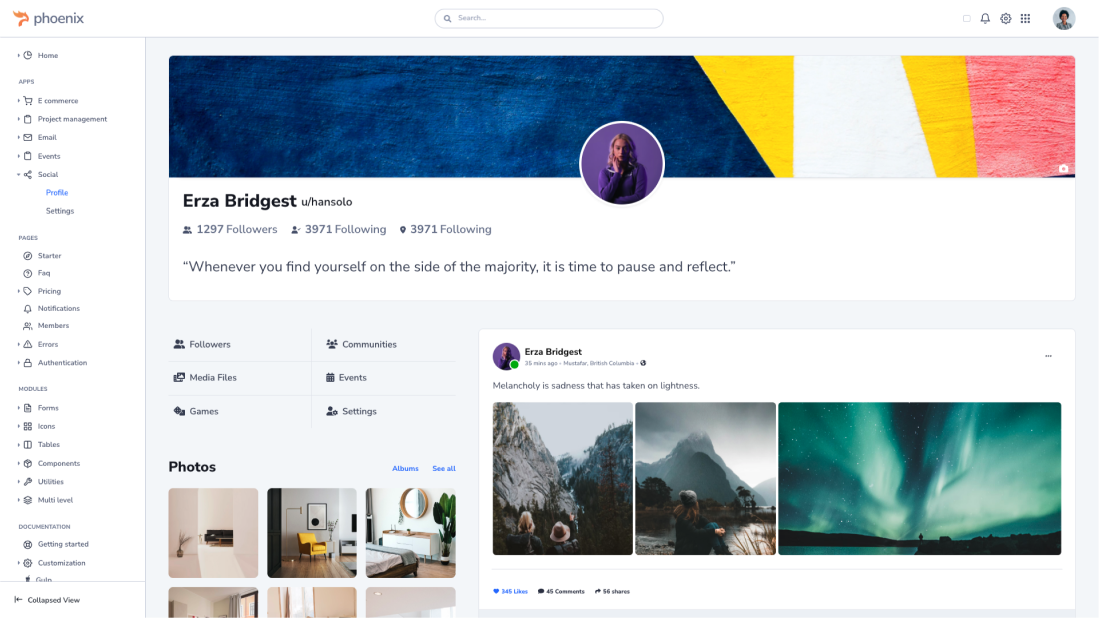 phoenix
Search...
Home
APPS
E commerce
Project management
Email
Events
Social
Profile
Settings
PAGES
Starter
Faq
Pricing
Notifications
Members
Errors
Authentication
MODULES
Forms
Icons
Tables
Components
Utilities
Multi level
DOCUMENTATION
Getting started
Customization
Gulp
Collapsed View
Erza Bridgest u/hansolo
1297 Followers 3971 Following 3971 Following
“Whenever you find yourself on the side of the majority, it is time to pause and reflect.”
Followers Communities
Media Files Events
Games Settings
Photos Albums See all
Erza Bridgest
35 mins ago • Mustafar, British Columbia •
Melancholy is sadness that has taken on lightness.
345 Likes 45 Comments 56 shares